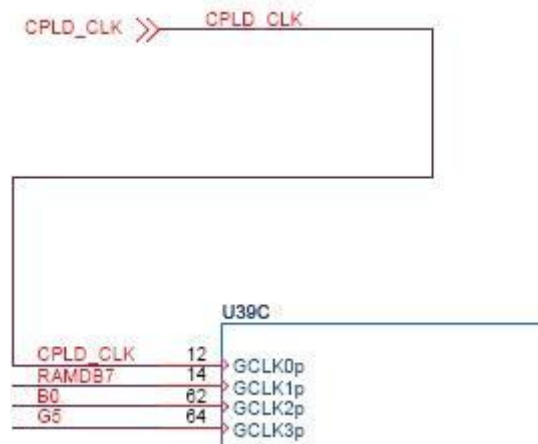 CPLD_CLK CPLD_CLK
U39C
CPLD_CLK 12 GCLK0p
RAMDB7 14 GCLK1p
B0 62 GCLK2p
G5 64 GCLK3p